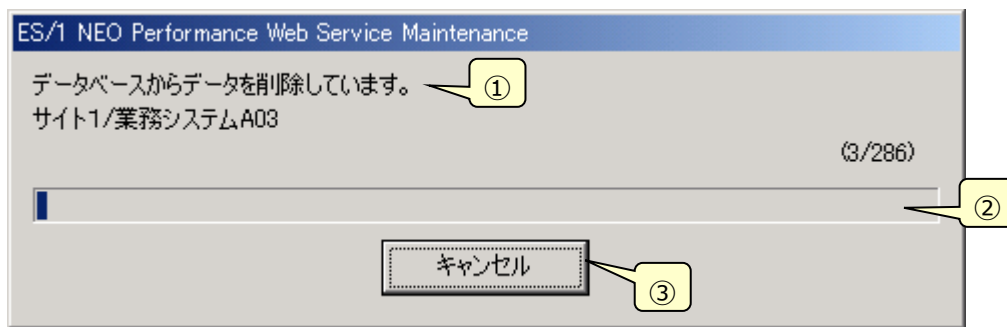 ES/1 NEO Performance Web Service Maintenance
データベースからデータを削除しています。
①
サイト1/業務システムA03
(3/286)
②
キャンセル
③